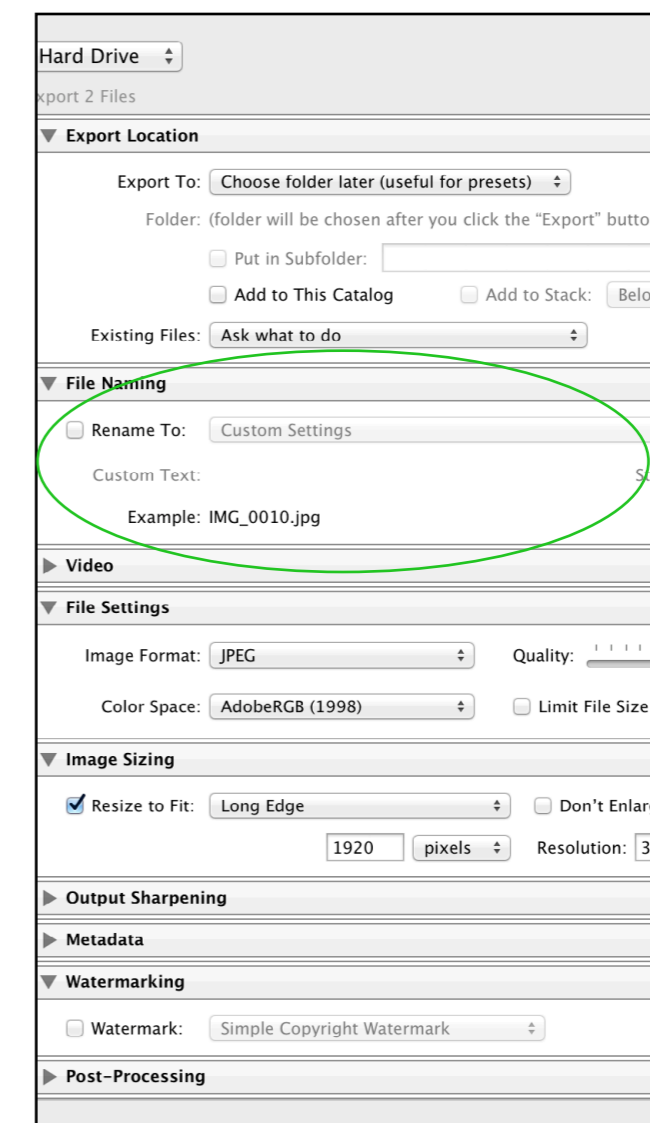 Hard Drive
xport 2 Files
Export Location
Export To: Choose folder later (useful for presets)
Folder: (folder will be chosen after you click the “Export” butto
Put in Subfolder:
Add to This Catalog Add to Stack: Belo
Existing Files: Ask what to do
File Naming
Rename To: Custom Settings
Custom Text: St
Example: IMG_0010.jpg
Video
File Settings
Image Format: JPEG Quality:
Color Space: AdobeRGB (1998) Limit File Size
Image Sizing
Resize to Fit: Long Edge Don't Enlar
1920 pixels Resolution: 3
Output Sharpening
Metadata
Watermarking
Watermark: Simple Copyright Watermark
Post-Processing